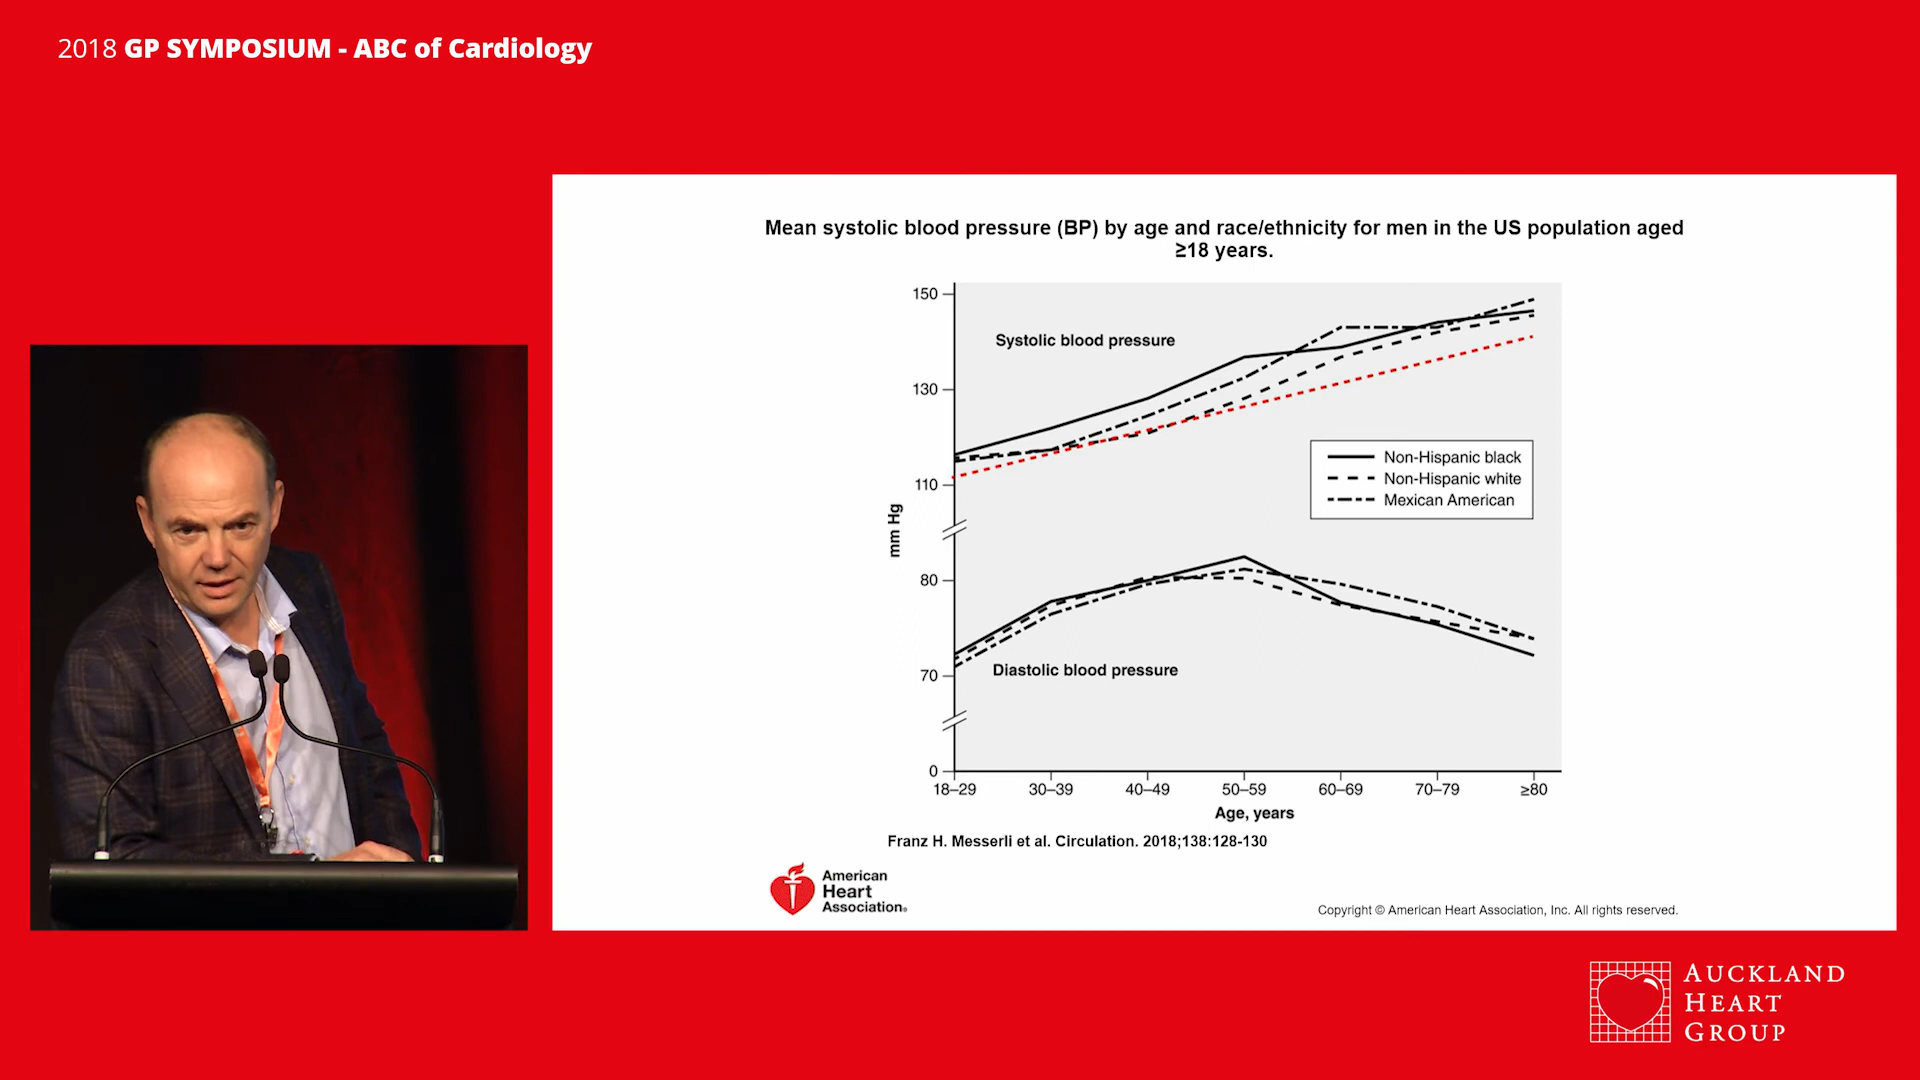 2018 GP SYMPOSIUM - ABC of Cardiology
Mean systolic blood pressure (BP) by age and race/ethnicity for men in the US population aged
≥18 years.
150
Systolic blood pressure
130
110
Non-Hispanic black
Non-Hispanic white
Mexican American
mm Hg
80
70
Diastolic blood pressure
0
18–29 30–39 40–49 50–59 60–69 70–79 ≥80
Age, years
Franz H. Messerli et al. Circulation. 2018;138:128-130
American
Heart
Association®
Copyright © American Heart Association, Inc. All rights reserved.
AUCKLAND
HEART
GROUP